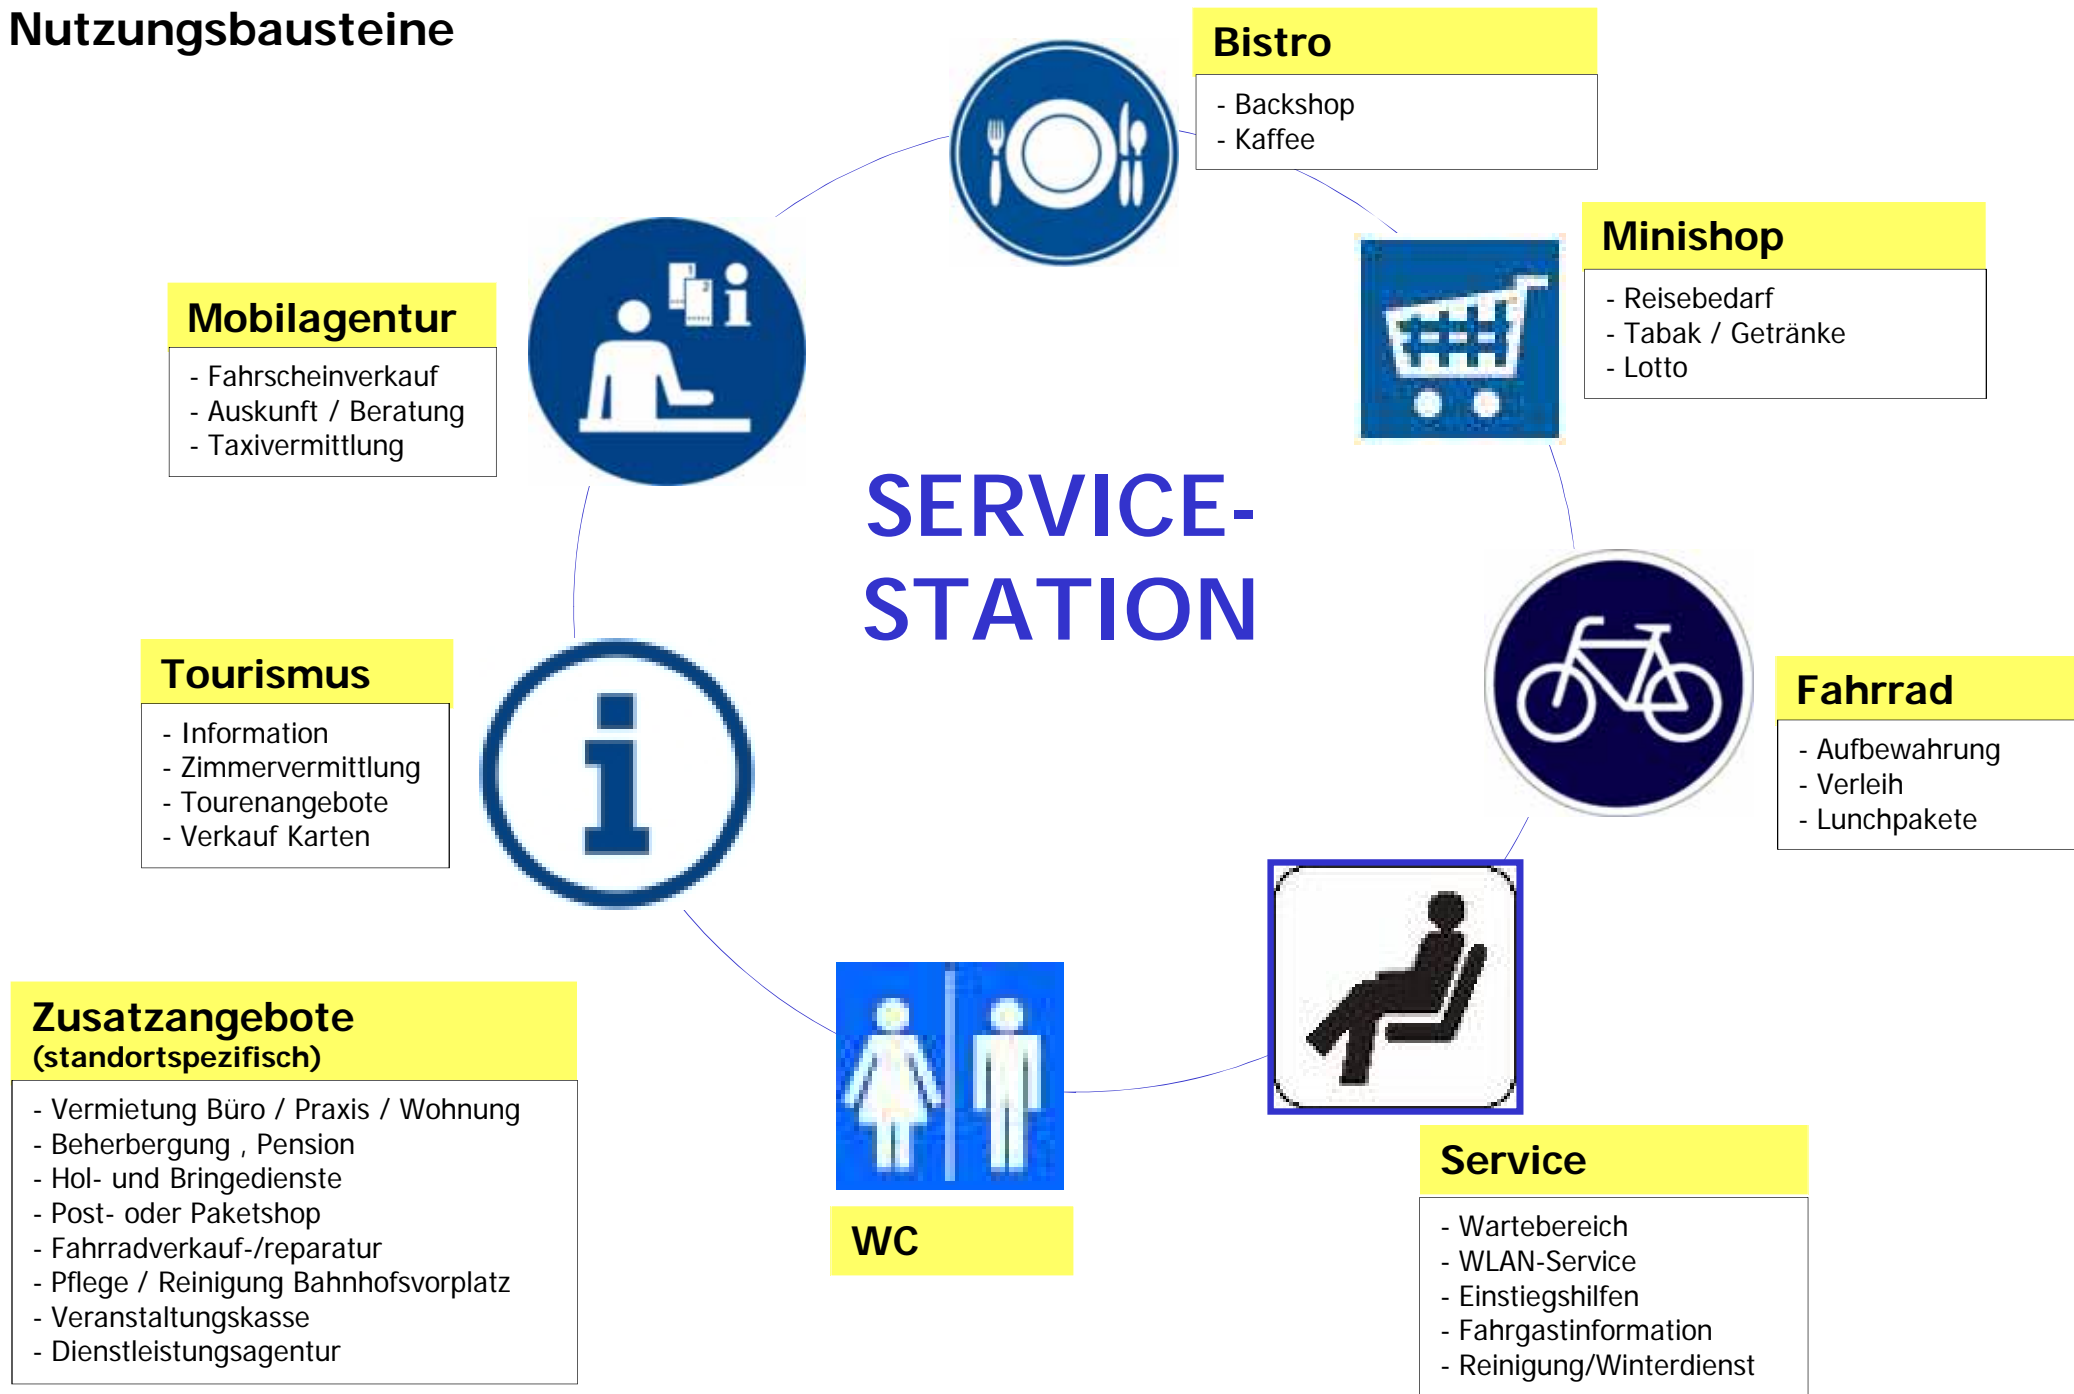 Nutzungsbausteine
Bistro
- Backshop
- Kaffee
Minishop
- Reisebedarf
- Tabak / Getränke
- Lotto
Mobilagentur
- Fahrscheinverkauf
- Auskunft / Beratung
- Taxivermittlung
SERVICE-
STATION
Tourismus
- Information
- Zimmervermittlung
- Tourenangebote
- Verkauf Karten
Fahrrad
- Aufbewahrung
- Verleih
- Lunchpakete
Zusatzangebote
(standortspezifisch)
- Vermietung Büro / Praxis / Wohnung
- Beherbergung , Pension
- Hol- und Bringedienste
- Post- oder Paketshop
- Fahrradverkauf-/reparatur
- Pflege / Reinigung Bahnhofsvorplatz
- Veranstaltungskasse
- Dienstleistungsagentur
WC
Service
- Wartebereich
- WLAN-Service
- Einstiegshilfen
- Fahrgastinformation
- Reinigung/Winterdienst